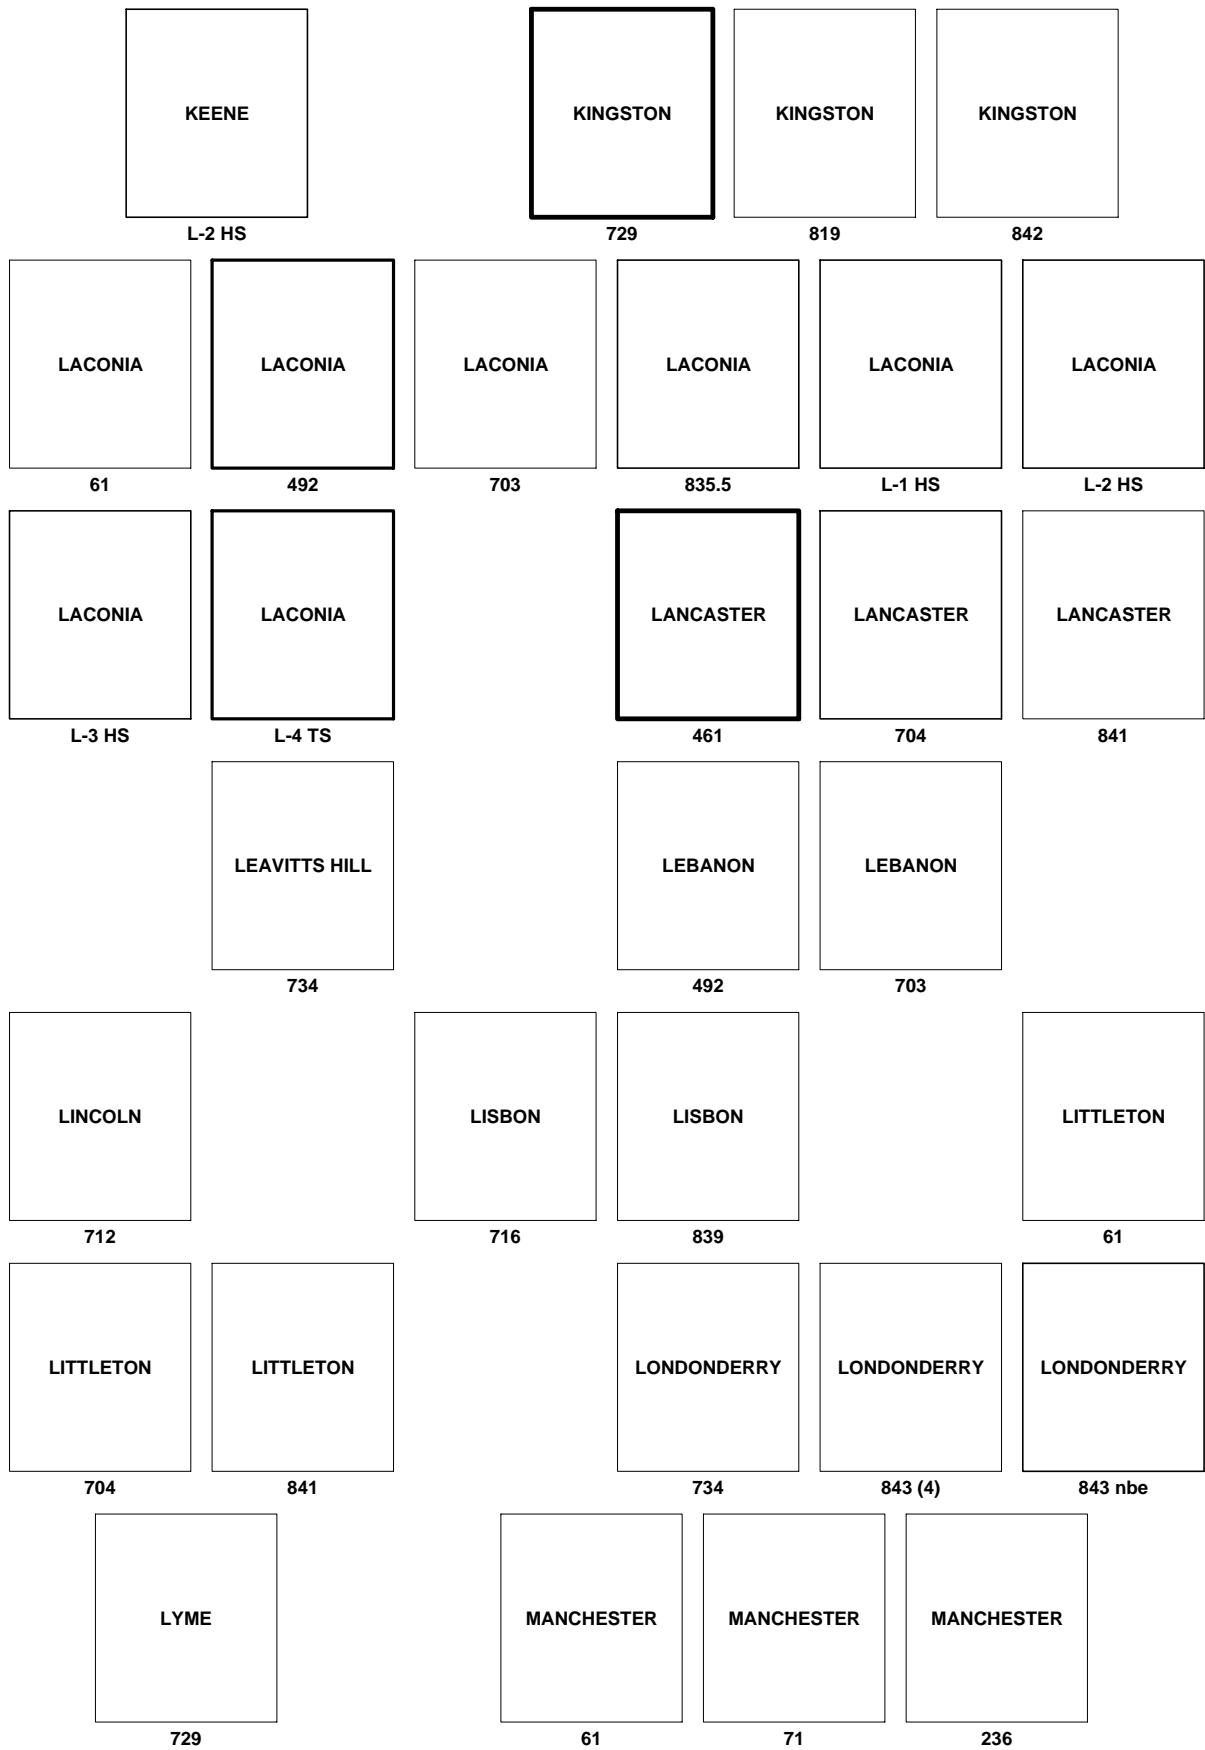 KEENE KINGSTON KINGSTON KINGSTON
L-2 HS 729 819 842
LACONIA LACONIA LACONIA LACONIA LACONIA LACONIA
61 492 703 835.5 L-1 HS L-2 HS
LACONIA LACONIA LANCASTER LANCASTER LANCASTER
L-3 HS L-4 TS 461 704 841
LEAVITTS HILL LEBANON LEBANON
734 492 703
LINCOLN LISBON LISBON LITTLETON
712 716 839 61
LITTLETON LITTLETON LONDONDERRY LONDONDERRY LONDONDERRY
704 841 734 843 (4) 843 nbe
LYME MANCHESTER MANCHESTER MANCHESTER
729 61 71 236